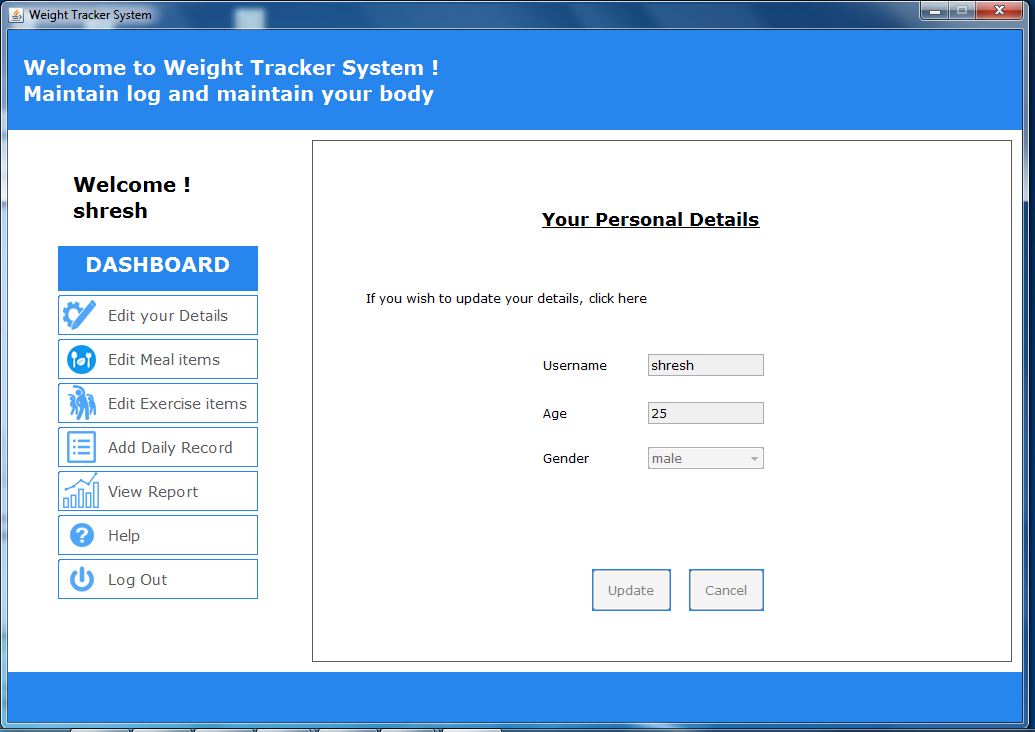 Weight Tracker System
Welcome to Weight Tracker System !
Maintain log and maintain your body
Welcome !
shresh
DASHBOARD
Edit your Details
Edit Meal items
Edit Exercise items
Add Daily Record
View Report
Help
Log Out
Your Personal Details
If you wish to update your details, click here
Username shresh
Age 25
Gender male
Update Cancel